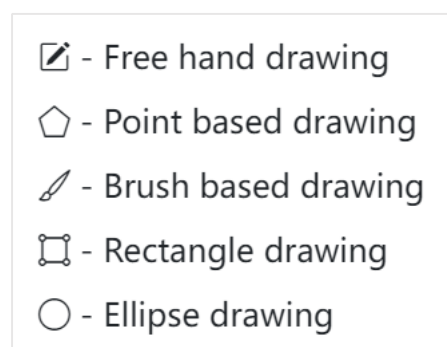 - Free hand drawing
- Point based drawing
- Brush based drawing
- Rectangle drawing
- Ellipse drawing